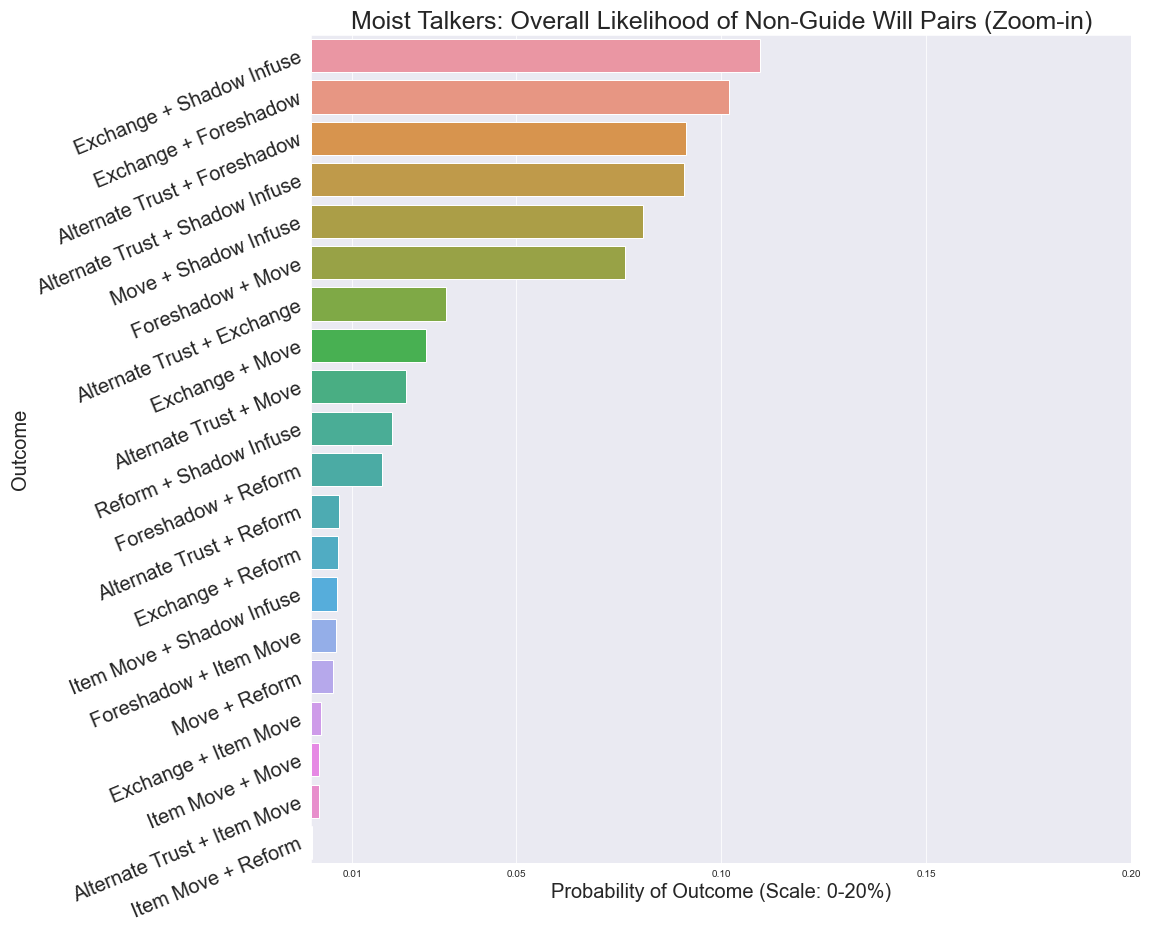 Moist Talkers: Overall Likelihood of Non-Guide Will Pairs (Zoom-in)
Outcome
Exchange + Shadow Infuse
Exchange + Foreshadow
Alternate Trust + Foreshadow
Alternate Trust + Shadow Infuse
Move + Shadow Infuse
Foreshadow + Move
Alternate Trust + Exchange
Exchange + Move
Alternate Trust + Move
Reform + Shadow Infuse
Foreshadow + Reform
Alternate Trust + Reform
Exchange + Reform
Item Move + Shadow Infuse
Foreshadow + Item Move
Move + Reform
Exchange + Item Move
Item Move + Move
Alternate Trust + Item Move
Item Move + Reform
0.01 0.05 0.10 0.15 0.20
Probability of Outcome (Scale: 0-20%)